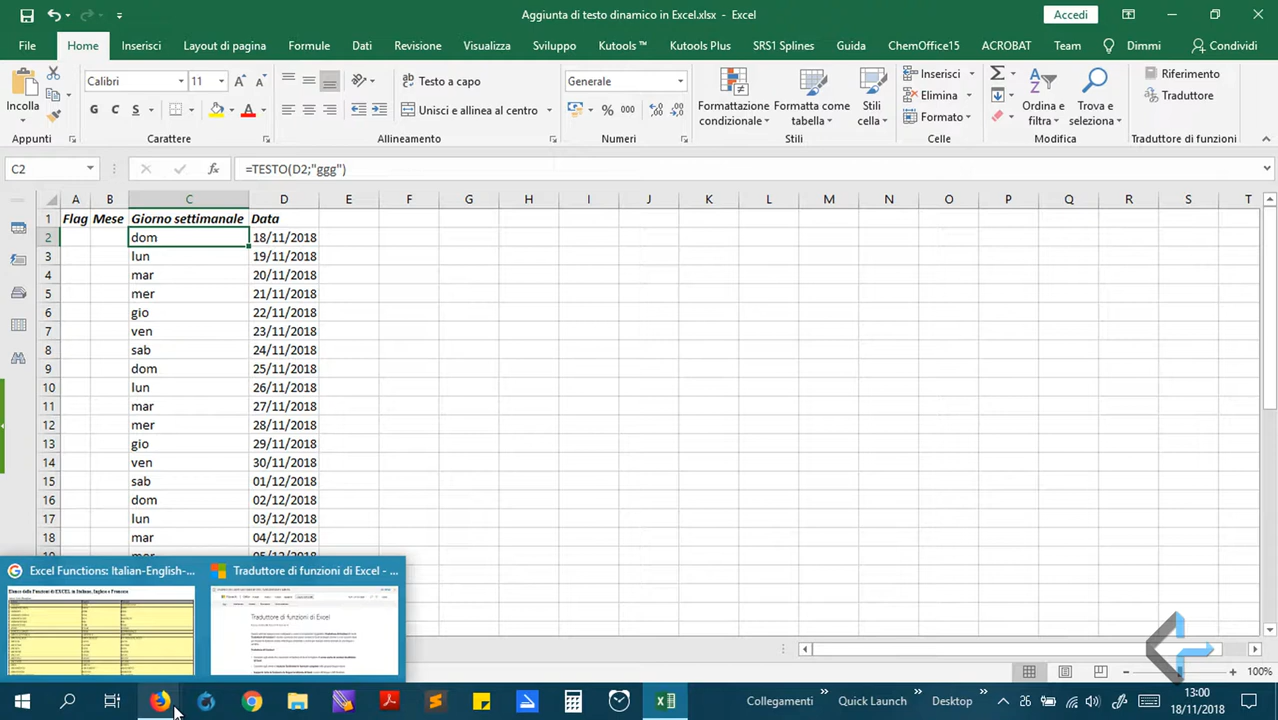 Aggiunta di testo dinamico in Excel.xlsx - Excel
Accedi
File Home Inserisci Layout di pagina Formule Dati Revisione Visualizza Sviluppo Kutools ™ Kutools Plus SRS1 Splines Guida ChemOffice15 ACROBAT Team Dimmi Condividi
Incolla
Calibri 11
G C S
Testo a capo
Unisci e allinea al centro
Generale
% 000
Formattazione condizionale
Formatta come tabella
Stili cella
Inserisci
Elimina
Formato
Ordina e filtra
Trova e seleziona
Riferimento
Traduttore
Appunti Carattere Allineamento Numeri Stili Celle Modifica Traduttore di funzioni
C2 fx =TESTO(D2;"ggg")
A B C D E F G H I J K L M N O P Q R S T
1 Flag Mese Giorno settimanale Data
2 dom 18/11/2018
3 lun 19/11/2018
4 mar 20/11/2018
5 mer 21/11/2018
6 gio 22/11/2018
7 ven 23/11/2018
8 sab 24/11/2018
9 dom 25/11/2018
10 lun 26/11/2018
11 mar 27/11/2018
12 mer 28/11/2018
13 gio 29/11/2018
14 ven 30/11/2018
15 sab 01/12/2018
16 dom 02/12/2018
17 lun 03/12/2018
18 mar 04/12/2018
Excel Functions: Italian-English-...
Traduttore di funzioni di Excel - ...
Elenco delle Funzioni di EXCEL in Italiano, Inglese e Francese
Traduttore di funzioni di Excel
100%
Collegamenti Quick Launch Desktop
26
13:00
18/11/2018